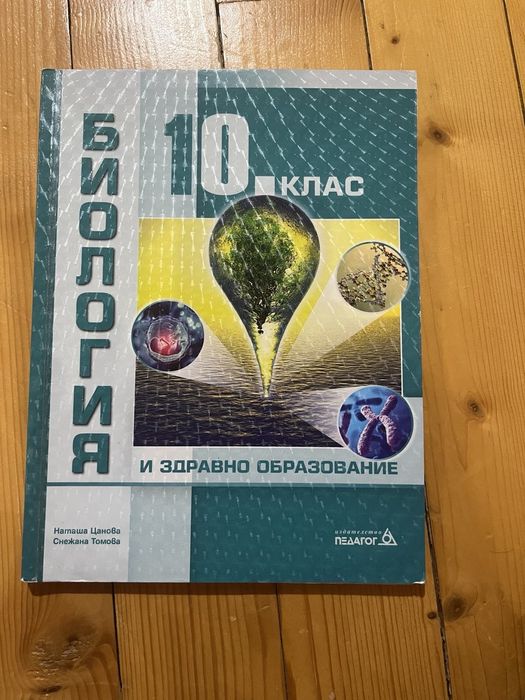 БИОЛОГИЯ
10. КЛАС
И ЗДРАВНО ОБРАЗОВАНИЕ
Наташа Цанова
Снежана Томова
издателство
ПЕДАГОГ 6